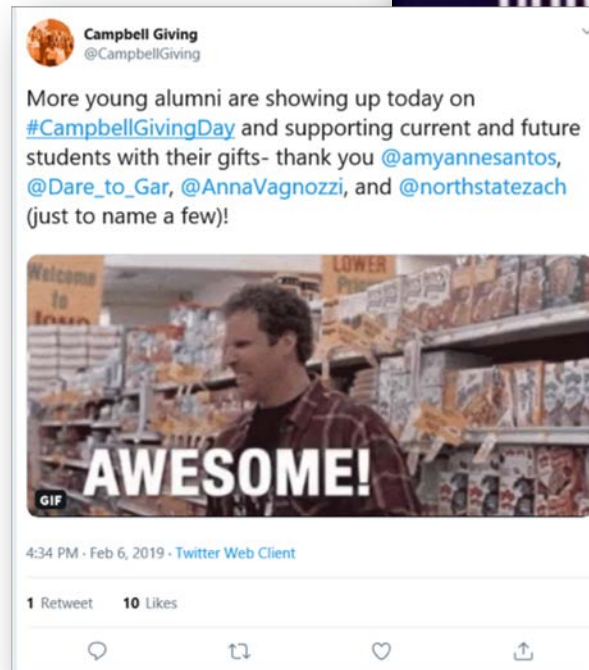 Campbell Giving
@CampbellGiving
More young alumni are showing up today on
#CampbellGivingDay and supporting current and future
students with their gifts- thank you @amyannesantos,
@Dare_to_Gar, @AnnaVagnozzi, and @northstatezach
(just to name a few)!
Welcome
to
LOWER
AWESOME!
GIF
4:34 PM · Feb 6, 2019 · Twitter Web Client
1 Retweet 10 Likes